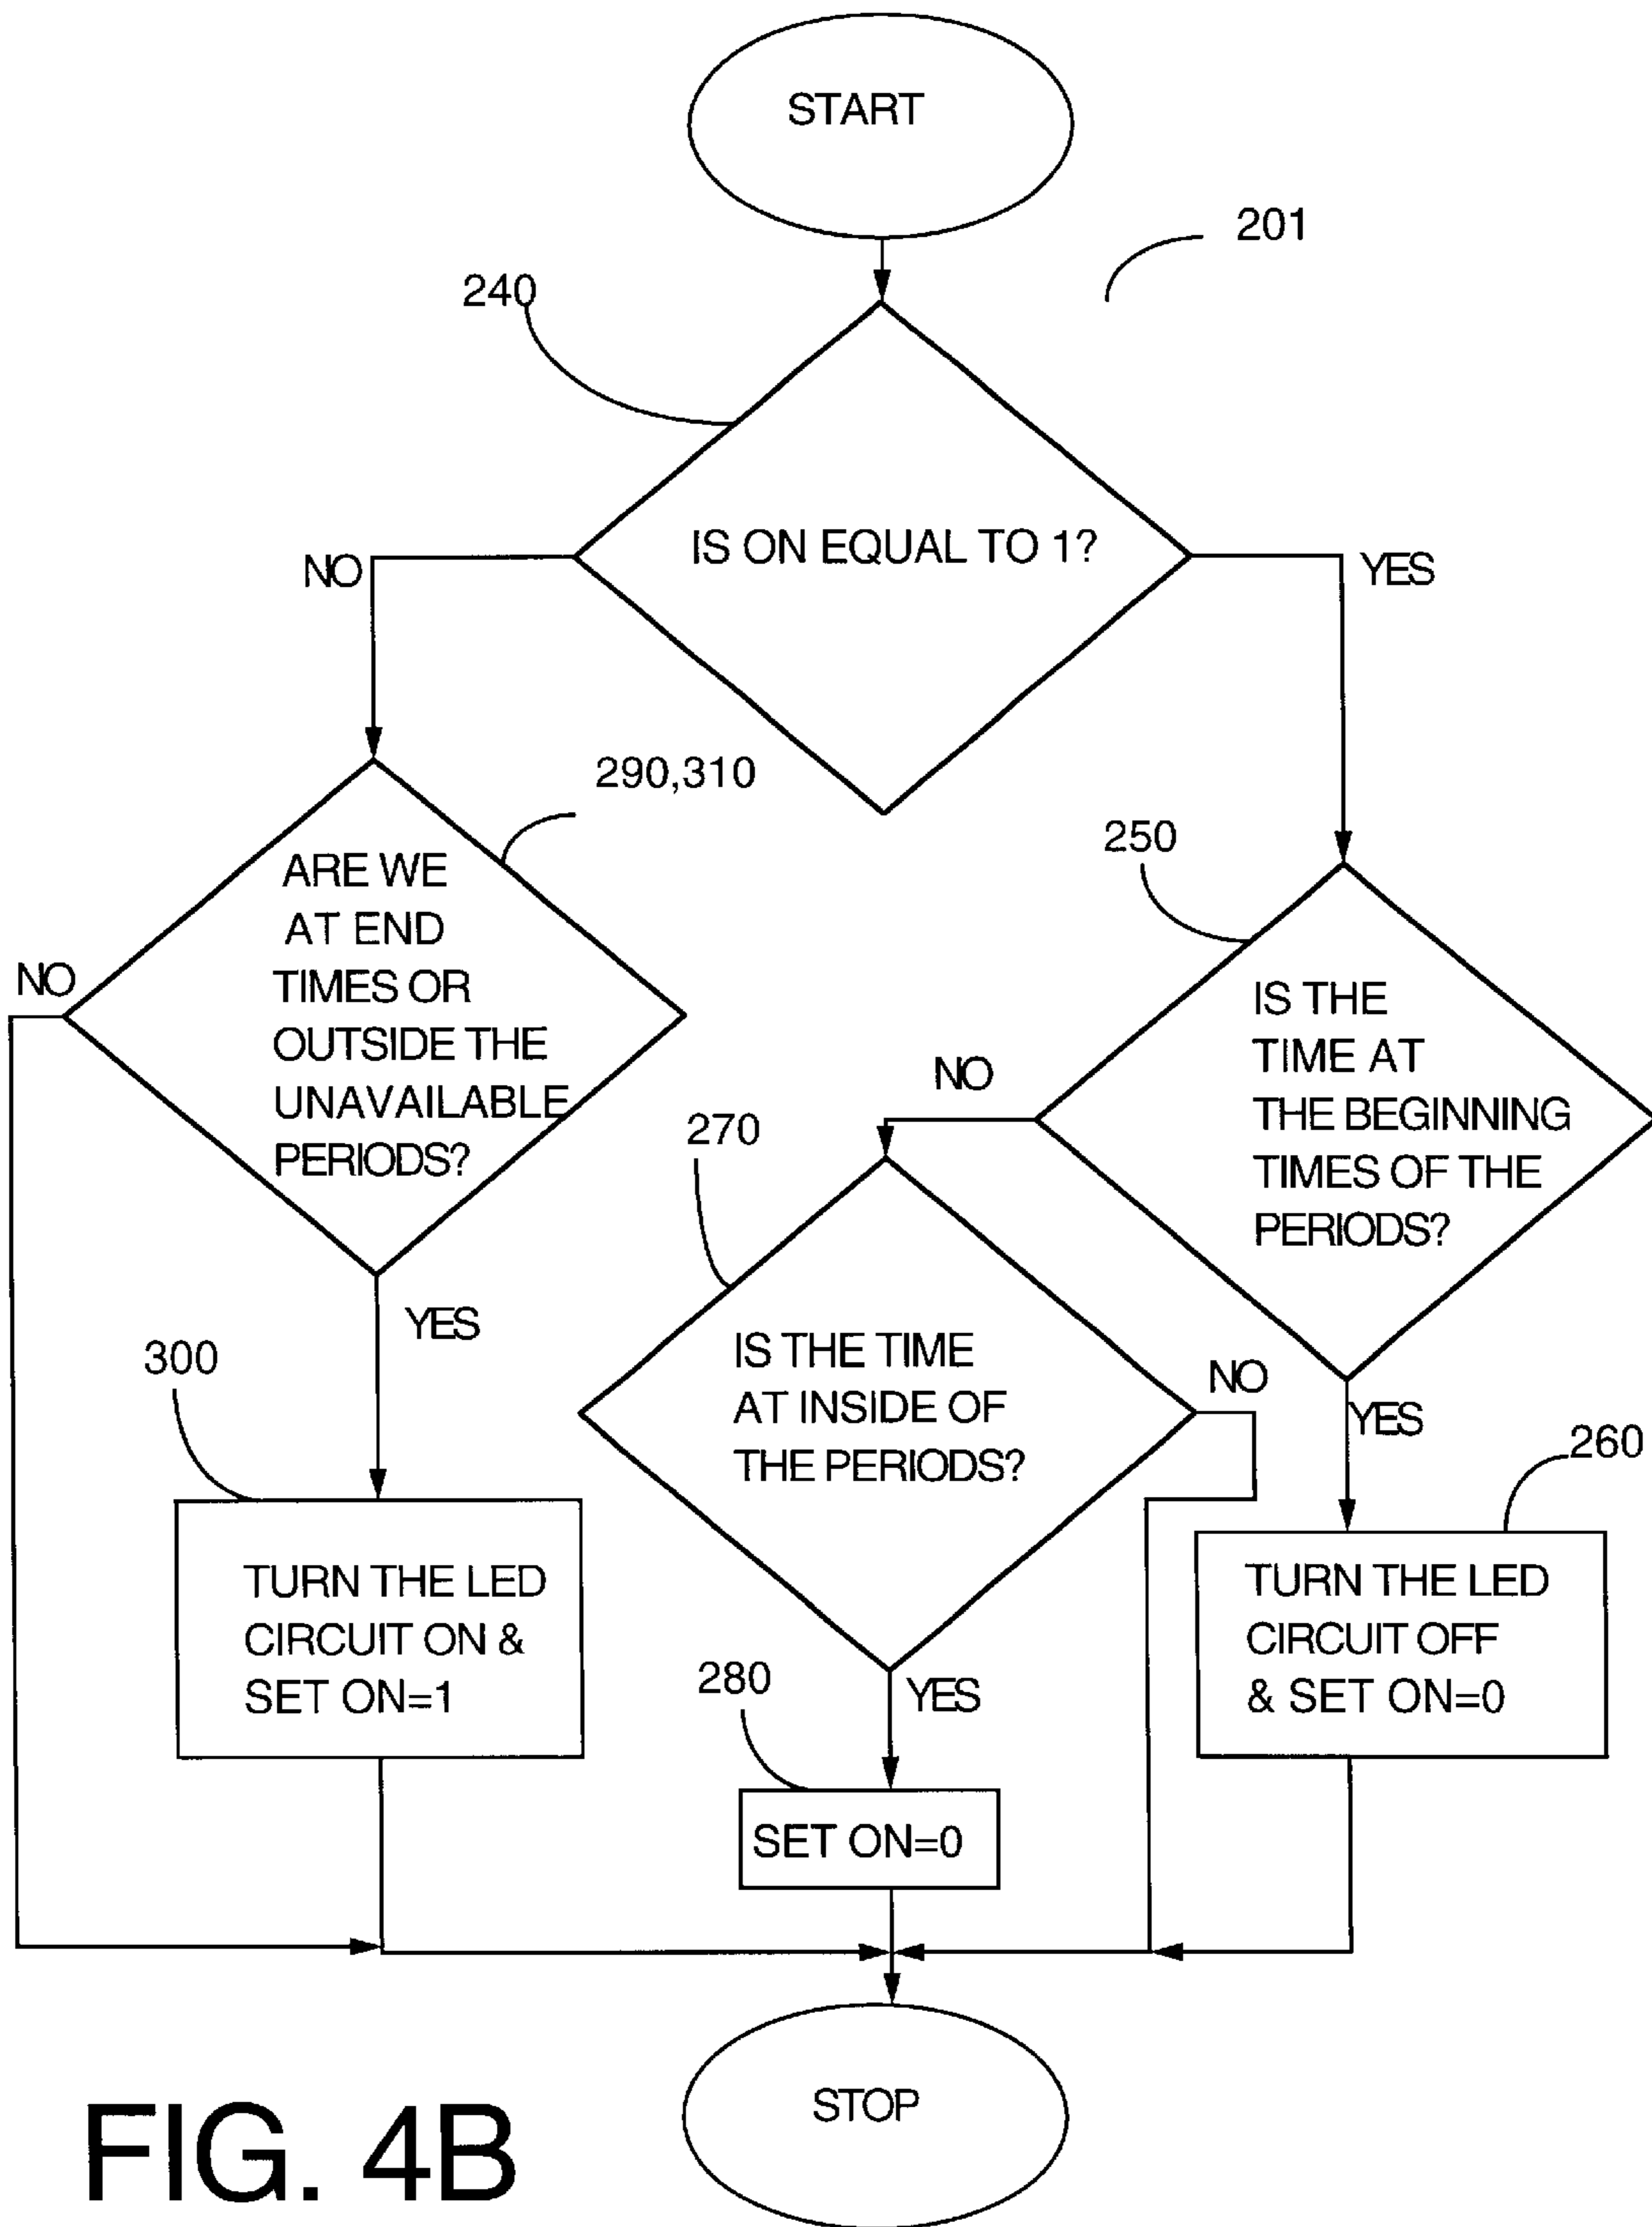 START
201
240
IS ON EQUAL TO 1?
NO
YES
290,310
ARE WE
AT END
TIMES OR
OUTSIDE THE
UNAVAILABLE
PERIODS?
NO
YES
250
IS THE
TIME AT
THE BEGINNING
TIMES OF THE
PERIODS?
NO
YES
270
IS THE TIME
AT INSIDE OF
THE PERIODS?
NO
YES
300
TURN THE LED
CIRCUIT ON &
SET ON=1
280
SET ON=0
260
TURN THE LED
CIRCUIT OFF
& SET ON=0
STOP
FIG. 4B